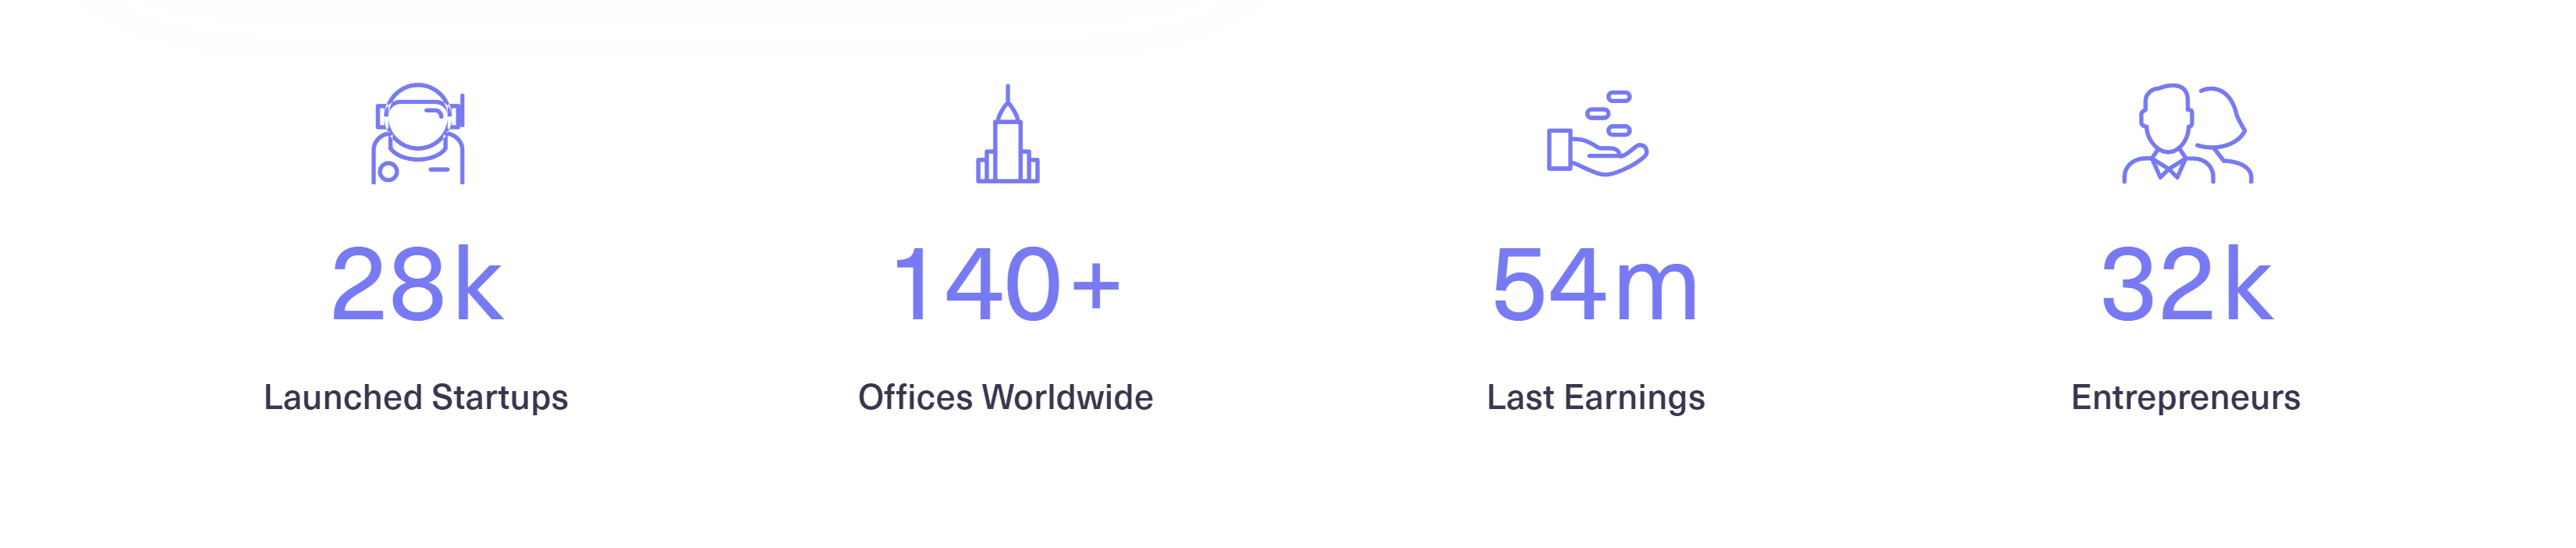 28k
140+
54m
32k
Launched Startups
Offices Worldwide
Last Earnings
Entrepreneurs